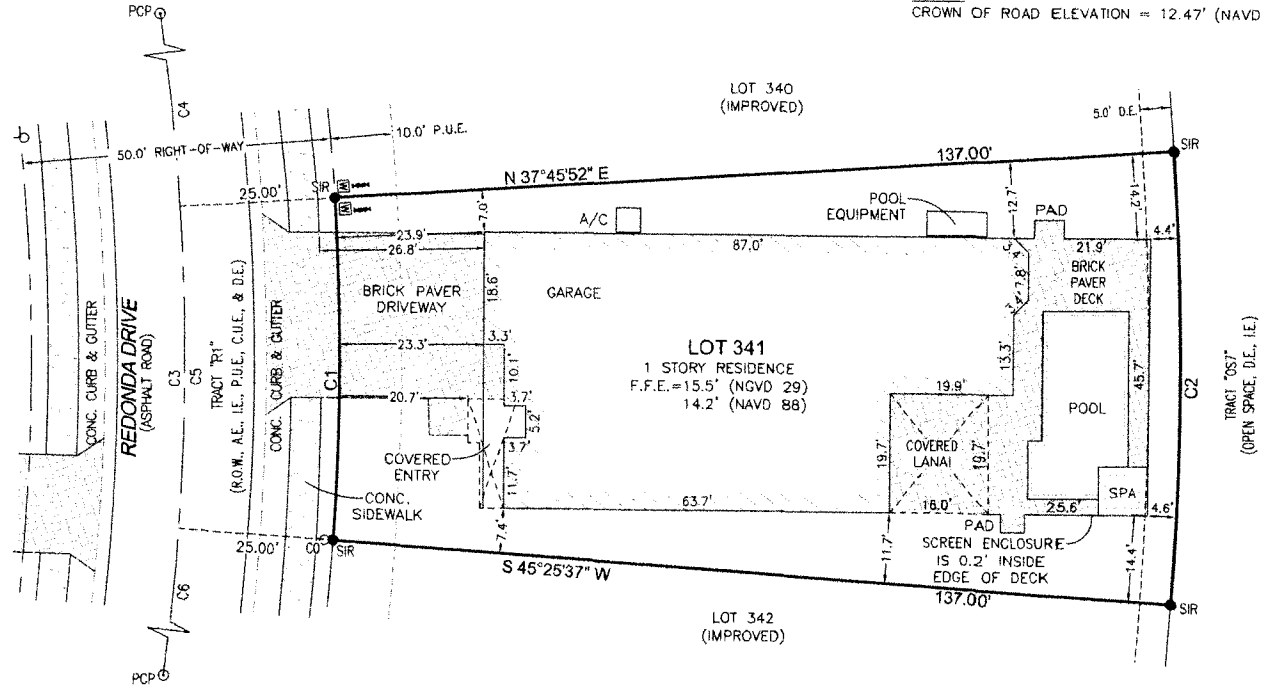 CROWN OF ROAD ELEVATION = 12.47' (NAVD
PCP
C4
LOT 340
(IMPROVED)
5.0' D.E.
10.0' P.U.E.
50.0' RIGHT-OF-WAY
SIR
137.00'
N 37°45'52" E
25.00'
SIR
W
W
7.0'
A/C
POOL
EQUIPMENT
12.7'
PAD
14.2'
23.9'
26.8'
87.0'
21.9'
4.4'
BRICK
PAVER
DECK
7.8'
BRICK PAVER
DRIVEWAY
18.6'
GARAGE
CONC. CURB & GUTTER
REDONDA DRIVE
(ASPHALT ROAD)
C3
C5
TRACT "R1"
(R.O.W., A.E., I.E., P.U.E., C.U.E., & D.E.)
CONC. CURB & GUTTER
C1
23.3'
3.3'
10.1'
LOT 341
1 STORY RESIDENCE
F.F.E.=15.5' (NGVD 29)
14.2' (NAVD 88)
13.3'
45.7'
C2
TRACT "OS7"
(OPEN SPACE, D.E., I.E.)
20.7'
3.7'
5.2'
3.7'
19.9'
POOL
COVERED
LANAI
19.7'
19.7'
COVERED
ENTRY
11.7'
CONC.
SIDEWALK
63.7'
18.0'
SPA
25.6'
4.6'
PAD
25.00'
CO
SIR
7.4'
11.7'
SCREEN ENCLOSURE
IS 0.2' INSIDE
EDGE OF DECK
14.4'
S 45°25'37" W
137.00'
SIR
C6
LOT 342
(IMPROVED)
PCP